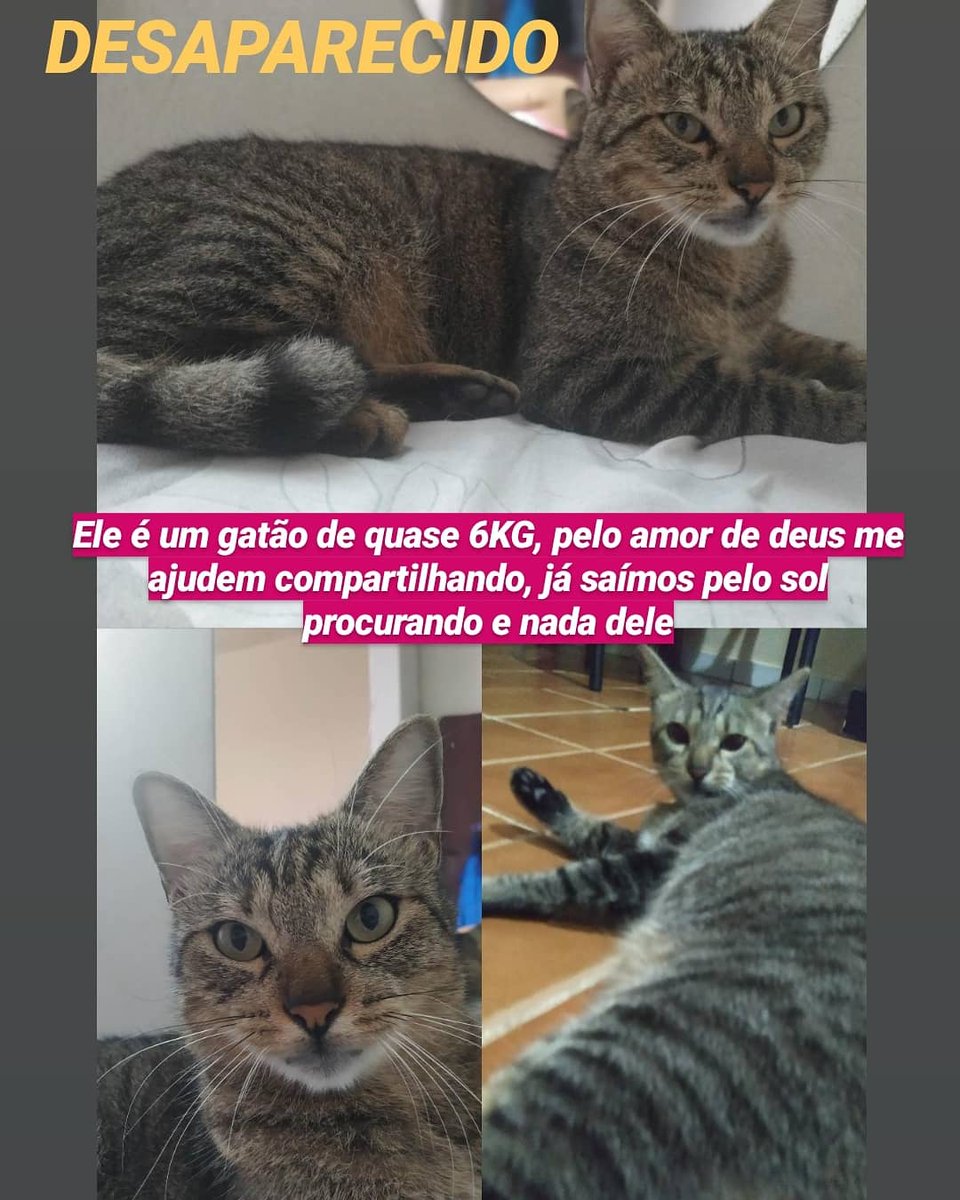 DESAPARECIDO
Ele é um gatão de quase 6KG, pelo amor de deus me
ajudem compartilhando, já saímos pelo sol
procurando e nada dele